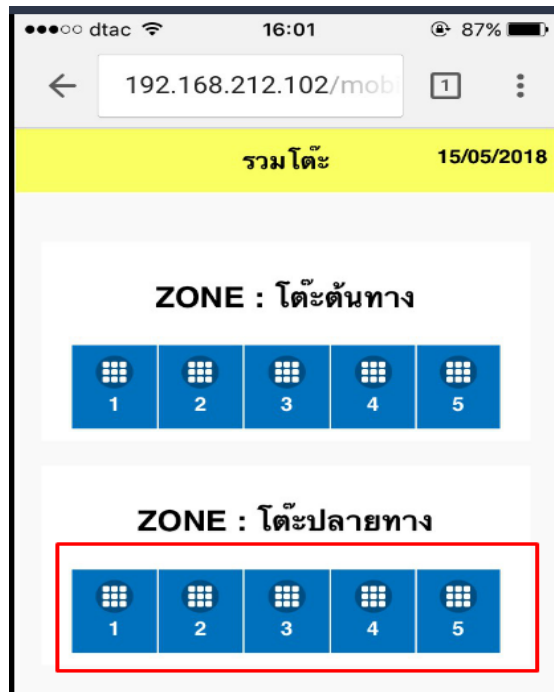 dtac 16:01 87%
192.168.212.102/mob 1
รวมโต๊ะ 15/05/2018
ZONE : โต๊ะต้นทาง
1 2 3 4 5
ZONE : โต๊ะปลายทาง
1 2 3 4 5